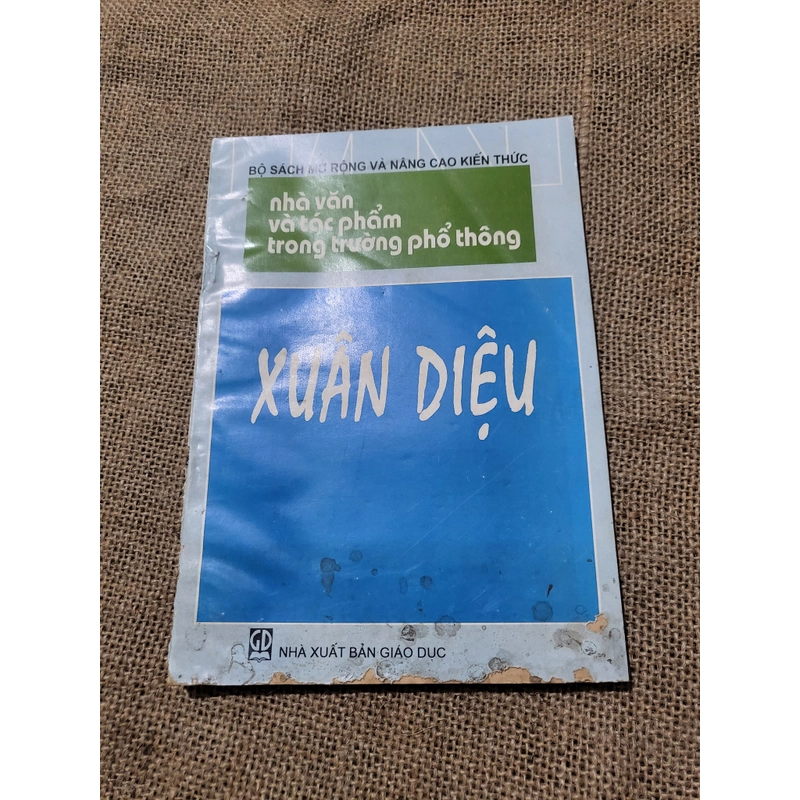 BỘ SÁCH MỞ RỘNG VÀ NÂNG CAO KIẾN THỨC
nhà văn
và tác phẩm
trong trường phổ thông
XUÂN DIỆU
GD
NHÀ XUẤT BẢN GIÁO DỤC